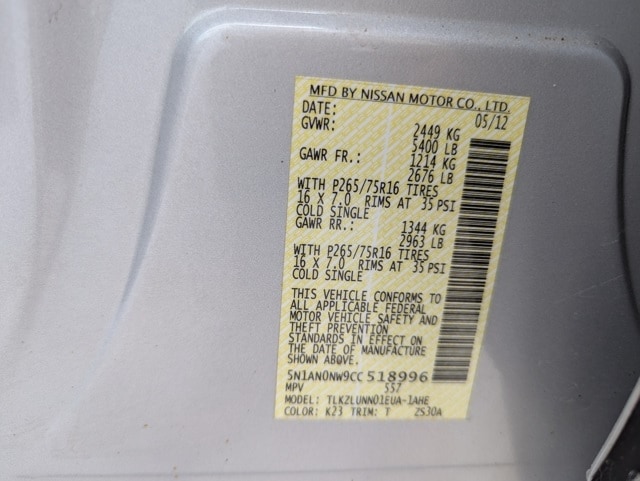 MFD BY NISSAN MOTOR CO., LTD.
DATE: 05/12
GVWR: 2449 KG
5400 LB
GAWR FR.: 1214 KG
2676 LB
WITH P265/75R16 TIRES
16 X 7.0 RIMS AT 35 PSI
COLD SINGLE
GAWR RR.: 1344 KG
2963 LB
WITH P265/75R16 TIRES
16 X 7.0 RIMS AT 35 PSI
COLD SINGLE
THIS VEHICLE CONFORMS TO
ALL APPLICABLE FEDERAL
MOTOR VEHICLE SAFETY AND
THEFT PREVENTION
STANDARDS IN EFFECT ON
THE DATE OF MANUFACTURE
SHOWN ABOVE.
5N1AN0NW9CC518996
MPV S57
MODEL: TLKZLUNN01EUA-1AHE
COLOR: K23 TRIM: T ZS30A